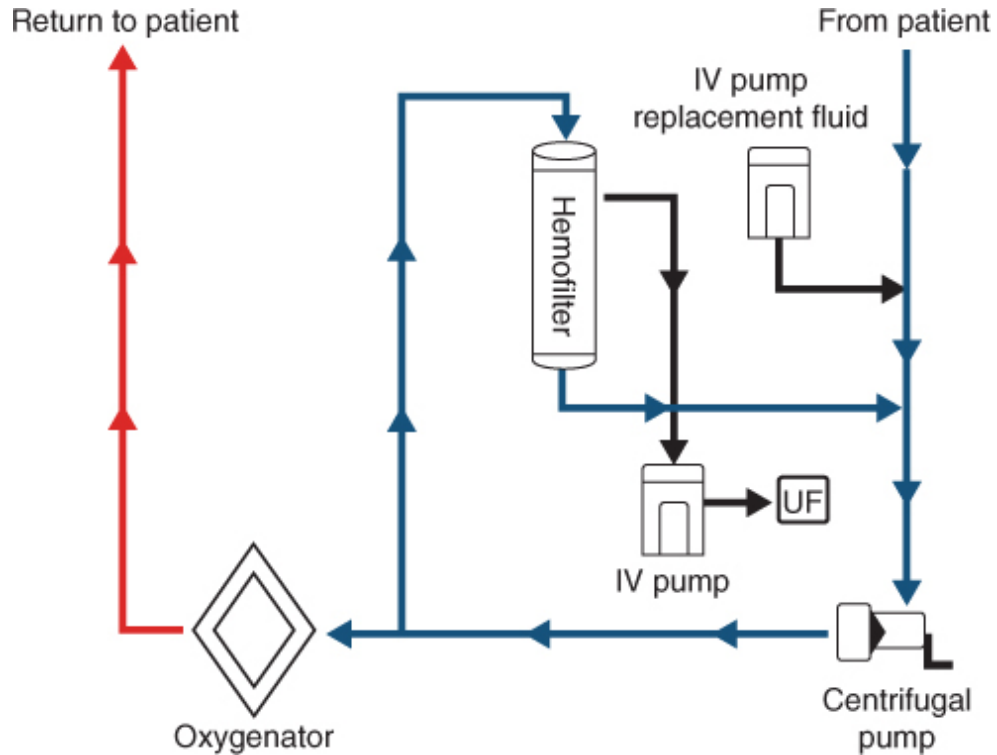 Return to patient
From patient
IV pump
replacement fluid
Hemofilter
UF
IV pump
Oxygenator
Centrifugal
pump